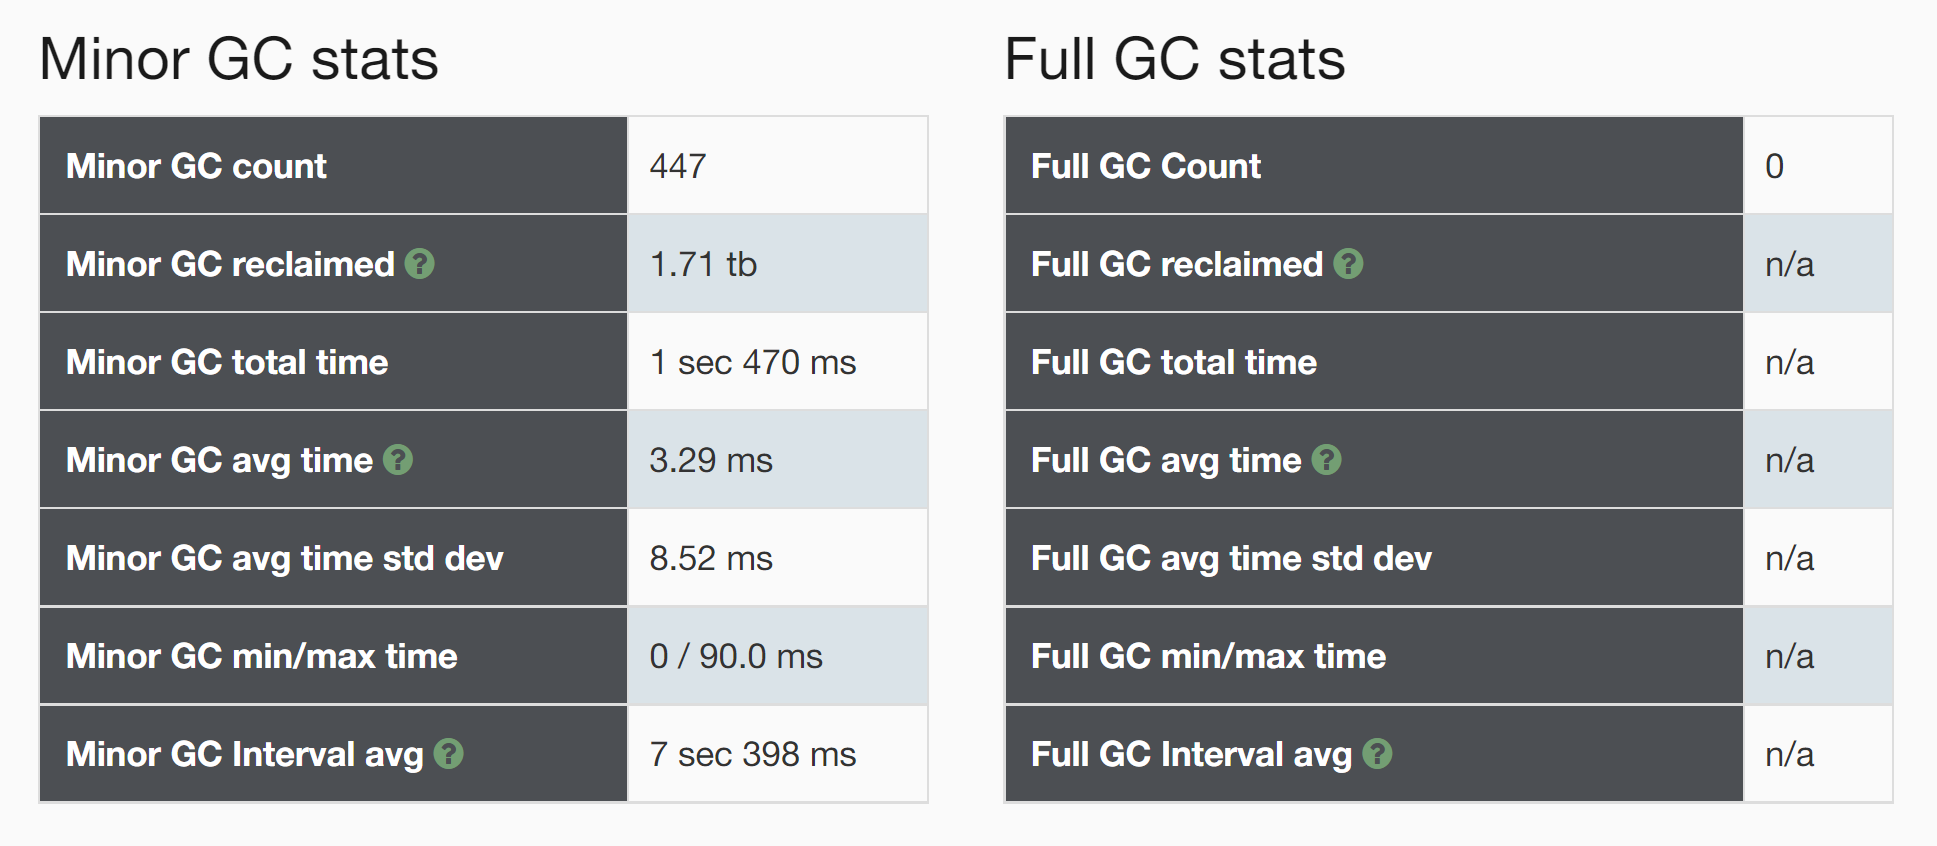 Minor GC stats
Minor GC count 447
Minor GC reclaimed ? 1.71 tb
Minor GC total time 1 sec 470 ms
Minor GC avg time ? 3.29 ms
Minor GC avg time std dev 8.52 ms
Minor GC min/max time 0 / 90.0 ms
Minor GC Interval avg ? 7 sec 398 ms
Full GC stats
Full GC Count 0
Full GC reclaimed ? n/a
Full GC total time n/a
Full GC avg time ? n/a
Full GC avg time std dev n/a
Full GC min/max time n/a
Full GC Interval avg ? n/a